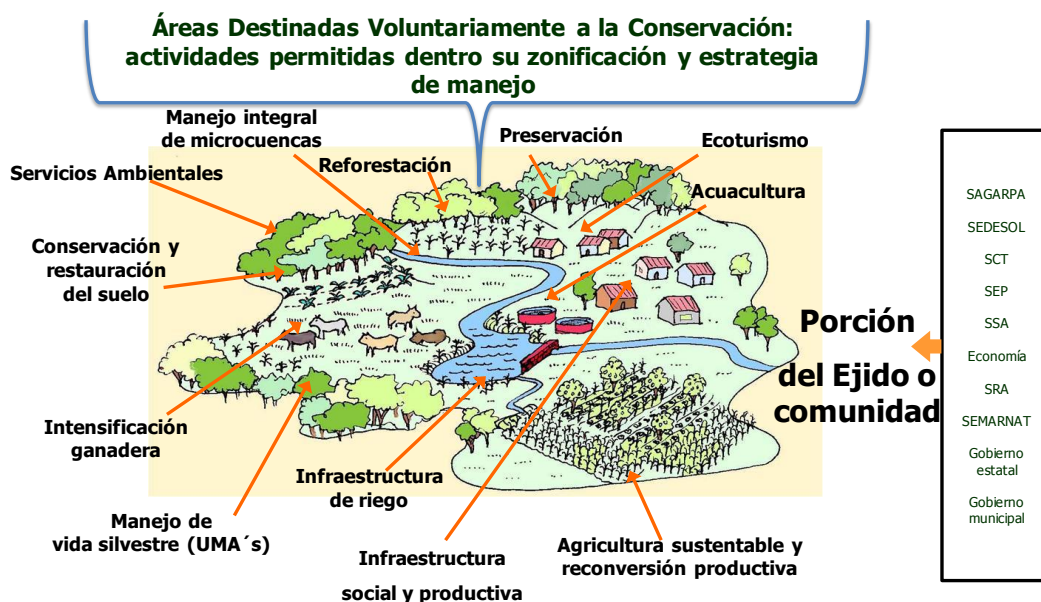 Áreas Destinadas Voluntariamente a la Conservación:
actividades permitidas dentro su zonificación y estrategia
de manejo
Manejo integral
de microcuencas
Preservación
Ecoturismo
Reforestación
Servicios Ambientales
Acuacultura
Conservación y
restauración
del suelo
Intensificación
ganadera
Infraestructura
de riego
Manejo de
vida silvestre (UMA´s)
Infraestructura
social y productiva
Agricultura sustentable y
reconversión productiva
Porción
del Ejido o
comunidad
SAGARPA
SEDESOL
SCT
SEP
SSA
Economía
SRA
SEMARNAT
Gobierno
estatal
Gobierno
municipal